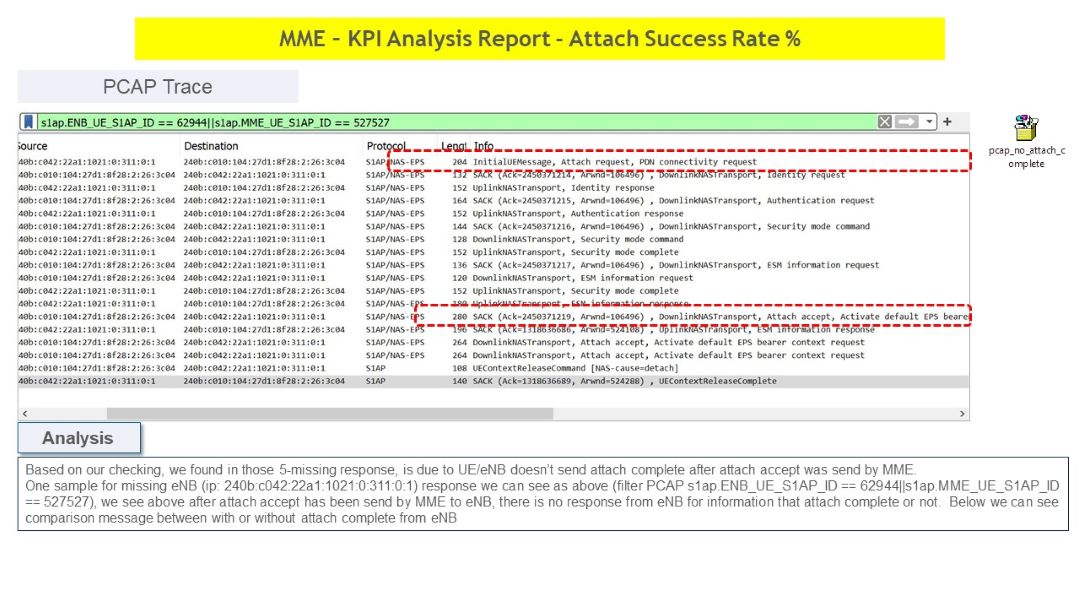 MME – KPI Analysis Report - Attach Success Rate %
PCAP Trace
s1ap.ENB_UE_S1AP_ID == 62944||s1ap.MME_UE_S1AP_ID == 527527
pcap_no_attach_c
omplete
Source Destination Protocol Lengt Info
40b:c042:22a1:1021:0:311:0:1 240b:c010:104:27d1:8f28:2:26:3c04 S1AP/NAS-EPS 204 InitialUEMessage, Attach request, PDN connectivity request
40b:c010:104:27d1:8f28:2:26:3c04 240b:c042:22a1:1021:0:311:0:1 S1AP/NAS-EPS 132 SACK (Ack=2450371214, Arwnd=106496) , DownlinkNASTransport, Identity request
40b:c042:22a1:1021:0:311:0:1 240b:c010:104:27d1:8f28:2:26:3c04 S1AP/NAS-EPS 152 UplinkNASTransport, Identity response
40b:c010:104:27d1:8f28:2:26:3c04 240b:c042:22a1:1021:0:311:0:1 S1AP/NAS-EPS 164 SACK (Ack=2450371215, Arwnd=106496) , DownlinkNASTransport, Authentication request
40b:c042:22a1:1021:0:311:0:1 240b:c010:104:27d1:8f28:2:26:3c04 S1AP/NAS-EPS 152 UplinkNASTransport, Authentication response
40b:c010:104:27d1:8f28:2:26:3c04 240b:c042:22a1:1021:0:311:0:1 S1AP/NAS-EPS 144 SACK (Ack=2450371216, Arwnd=106496) , DownlinkNASTransport, Security mode command
40b:c010:104:27d1:8f28:2:26:3c04 240b:c042:22a1:1021:0:311:0:1 S1AP/NAS-EPS 128 DownlinkNASTransport, Security mode command
40b:c042:22a1:1021:0:311:0:1 240b:c010:104:27d1:8f28:2:26:3c04 S1AP/NAS-EPS 152 UplinkNASTransport, Security mode complete
40b:c010:104:27d1:8f28:2:26:3c04 240b:c042:22a1:1021:0:311:0:1 S1AP/NAS-EPS 136 SACK (Ack=2450371217, Arwnd=106496) , DownlinkNASTransport, ESM information request
40b:c010:104:27d1:8f28:2:26:3c04 240b:c042:22a1:1021:0:311:0:1 S1AP/NAS-EPS 120 DownlinkNASTransport, ESM information request
40b:c042:22a1:1021:0:311:0:1 240b:c010:104:27d1:8f28:2:26:3c04 S1AP/NAS-EPS 152 UplinkNASTransport, Security mode complete
40b:c042:22a1:1021:0:311:0:1 240b:c010:104:27d1:8f28:2:26:3c04 S1AP/NAS-EPS 180 UplinkNASTransport, ESM information response
40b:c010:104:27d1:8f28:2:26:3c04 240b:c042:22a1:1021:0:311:0:1 S1AP/NAS-EPS 280 SACK (Ack=2450371219, Arwnd=106496) , DownlinkNASTransport, Attach accept, Activate default EPS beare
40b:c042:22a1:1021:0:311:0:1 240b:c010:104:27d1:8f28:2:26:3c04 S1AP/NAS-EPS 196 SACK (Ack=1318636686, Arwnd=524108) , UplinkNASTransport, ESM information response
40b:c010:104:27d1:8f28:2:26:3c04 240b:c042:22a1:1021:0:311:0:1 S1AP/NAS-EPS 264 DownlinkNASTransport, Attach accept, Activate default EPS bearer context request
40b:c010:104:27d1:8f28:2:26:3c04 240b:c042:22a1:1021:0:311:0:1 S1AP/NAS-EPS 264 DownlinkNASTransport, Attach accept, Activate default EPS bearer context request
40b:c010:104:27d1:8f28:2:26:3c04 240b:c042:22a1:1021:0:311:0:1 S1AP 108 UEContextReleaseCommand [NAS-cause=detach]
40b:c042:22a1:1021:0:311:0:1 240b:c010:104:27d1:8f28:2:26:3c04 S1AP 140 SACK (Ack=1318636689, Arwnd=524288) , UEContextReleaseComplete
Analysis
Based on our checking, we found in those 5-missing response, is due to UE/eNB doesn't send attach complete after attach accept was send by MME.
One sample for missing eNB (ip: 240b:c042:22a1:1021:0:311:0:1) response we can see as above (filter PCAP s1ap.ENB_UE_S1AP_ID == 62944||s1ap.MME_UE_S1AP_ID
== 527527), we see above after attach accept has been send by MME to eNB, there is no response from eNB for information that attach complete or not. Below we can see
comparison message between with or without attach complete from eNB